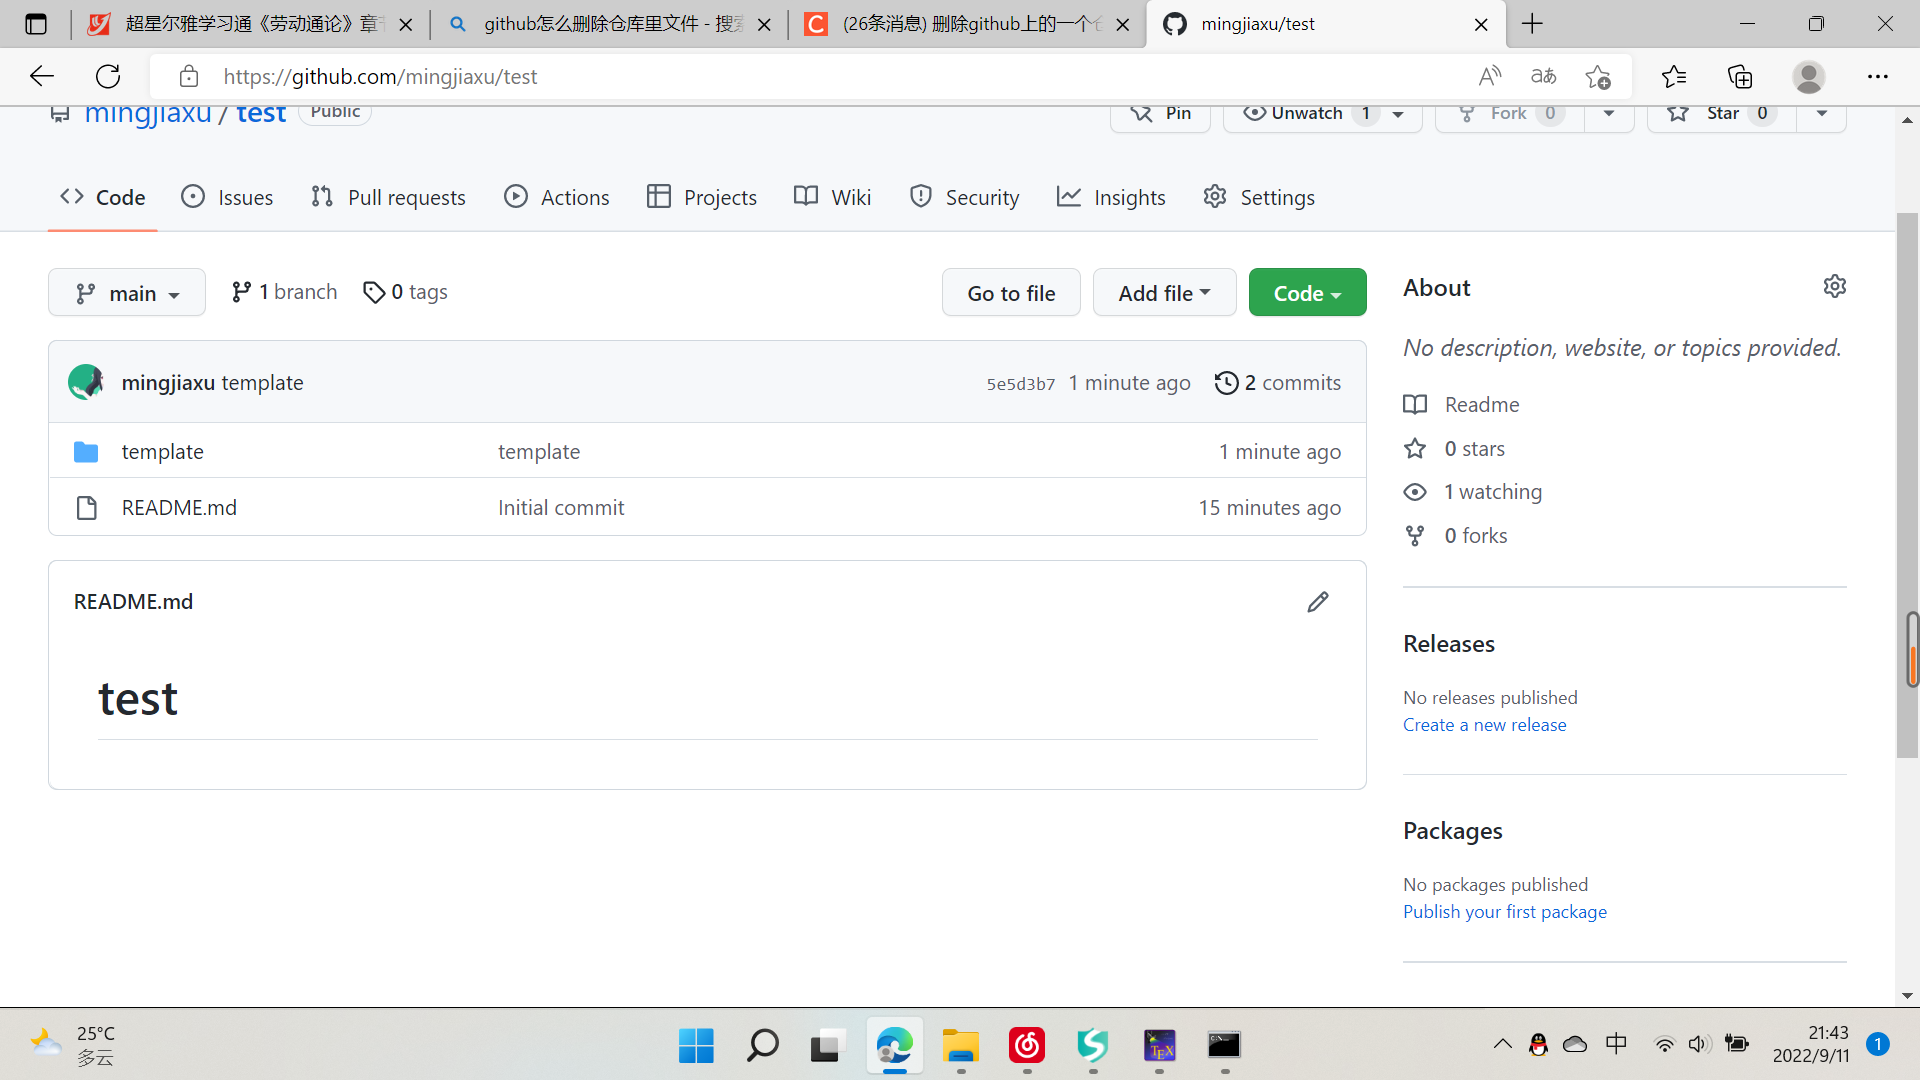 超星尔雅学习通《劳动通论》章节
github怎么删除仓库里文件 - 搜索
(26条消息) 删除github上的一个仓
mingjiaxu/test
https://github.com/mingjiaxu/test
mingjiaxu / test Public
Pin
Unwatch 1
Fork 0
Star 0
Code
Issues
Pull requests
Actions
Projects
Wiki
Security
Insights
Settings
main
1 branch
0 tags
Go to file
Add file
Code
mingjiaxu template
5e5d3b7 1 minute ago
2 commits
template template 1 minute ago
README.md Initial commit 15 minutes ago
README.md
test
About
No description, website, or topics provided.
Readme
0 stars
1 watching
0 forks
Releases
No releases published
Create a new release
Packages
No packages published
Publish your first package
25°C
多云
中
21:43
2022/9/11
1